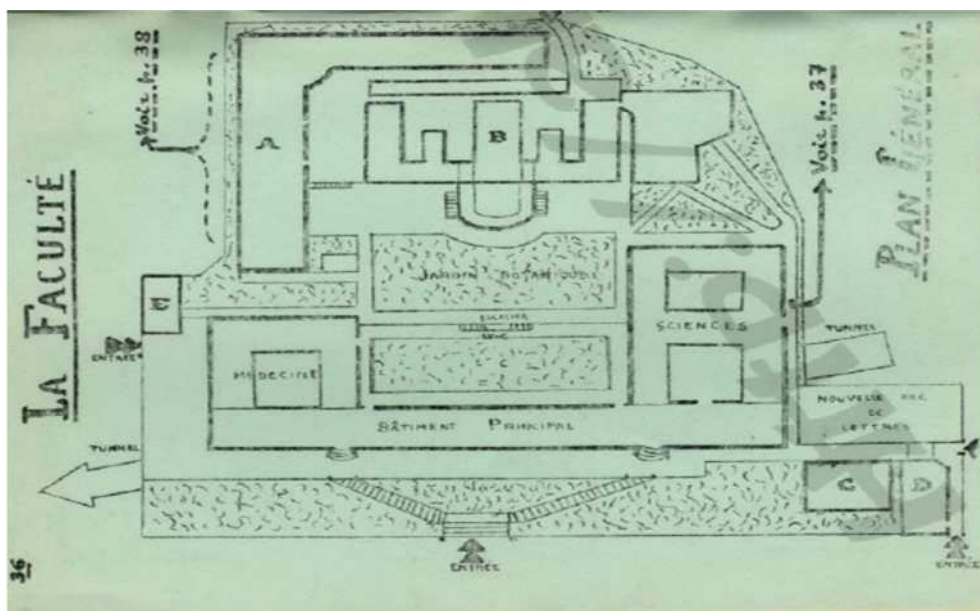 LA FACULTÉ
PLAN GÉNÉRAL
Voir p. 38
Voir p. 37
A
B
JARDIN BOTANIQUE
ESCALIER
SCIENCES
MÉDECINE
BÂTIMENT PRINCIPAL
TUNNEL
NOUVELLE FAC
DE
LETTRES
C
D
ENTRÉE
TUNNEL
ENTRÉE
ENTRÉE
36